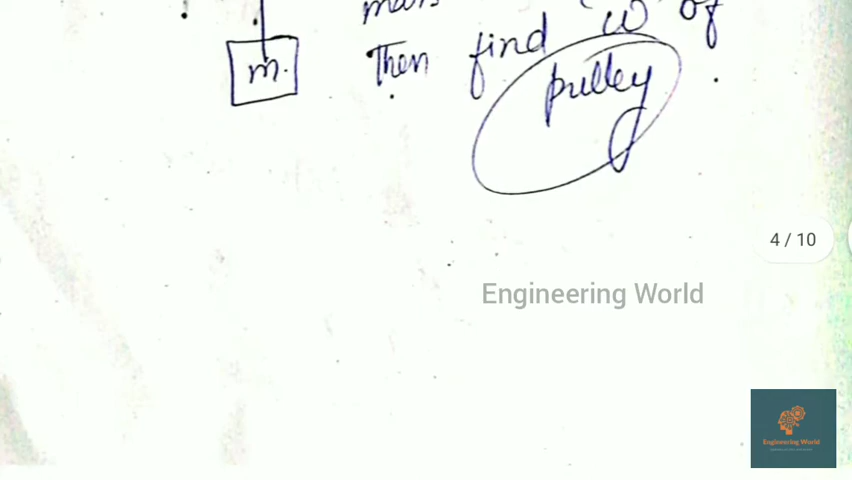 of
m.
Then find 'ω'
pulley
4 / 10
Engineering World
Engineering World